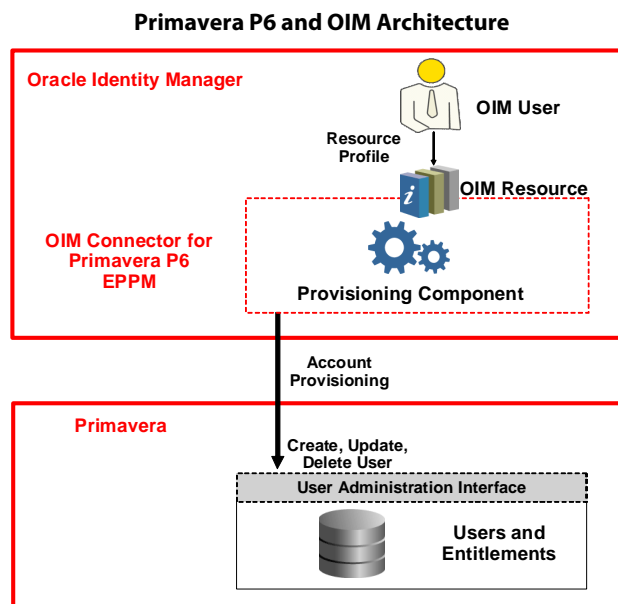 Primavera P6 and OIM Architecture
Oracle Identity Manager
OIM User
Resource
Profile
OIM Resource
i
OIM Connector for
Primavera P6
EPPM
Provisioning Component
Account
Provisioning
Primavera
Create, Update,
Delete User
User Administration Interface
Users and
Entitlements